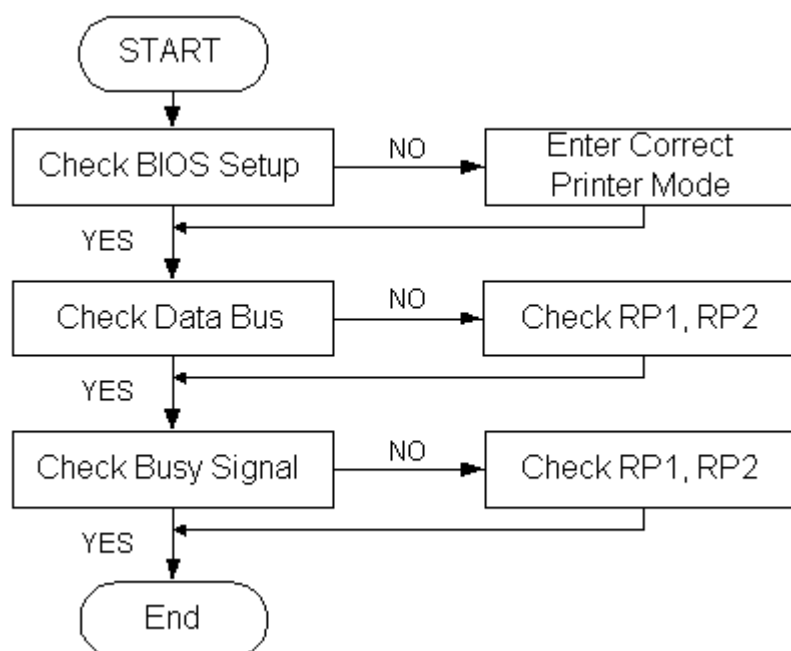 START
Check BIOS Setup
NO
Enter Correct
Printer Mode
YES
Check Data Bus
NO
Check RP1, RP2
YES
Check Busy Signal
NO
Check RP1, RP2
YES
End